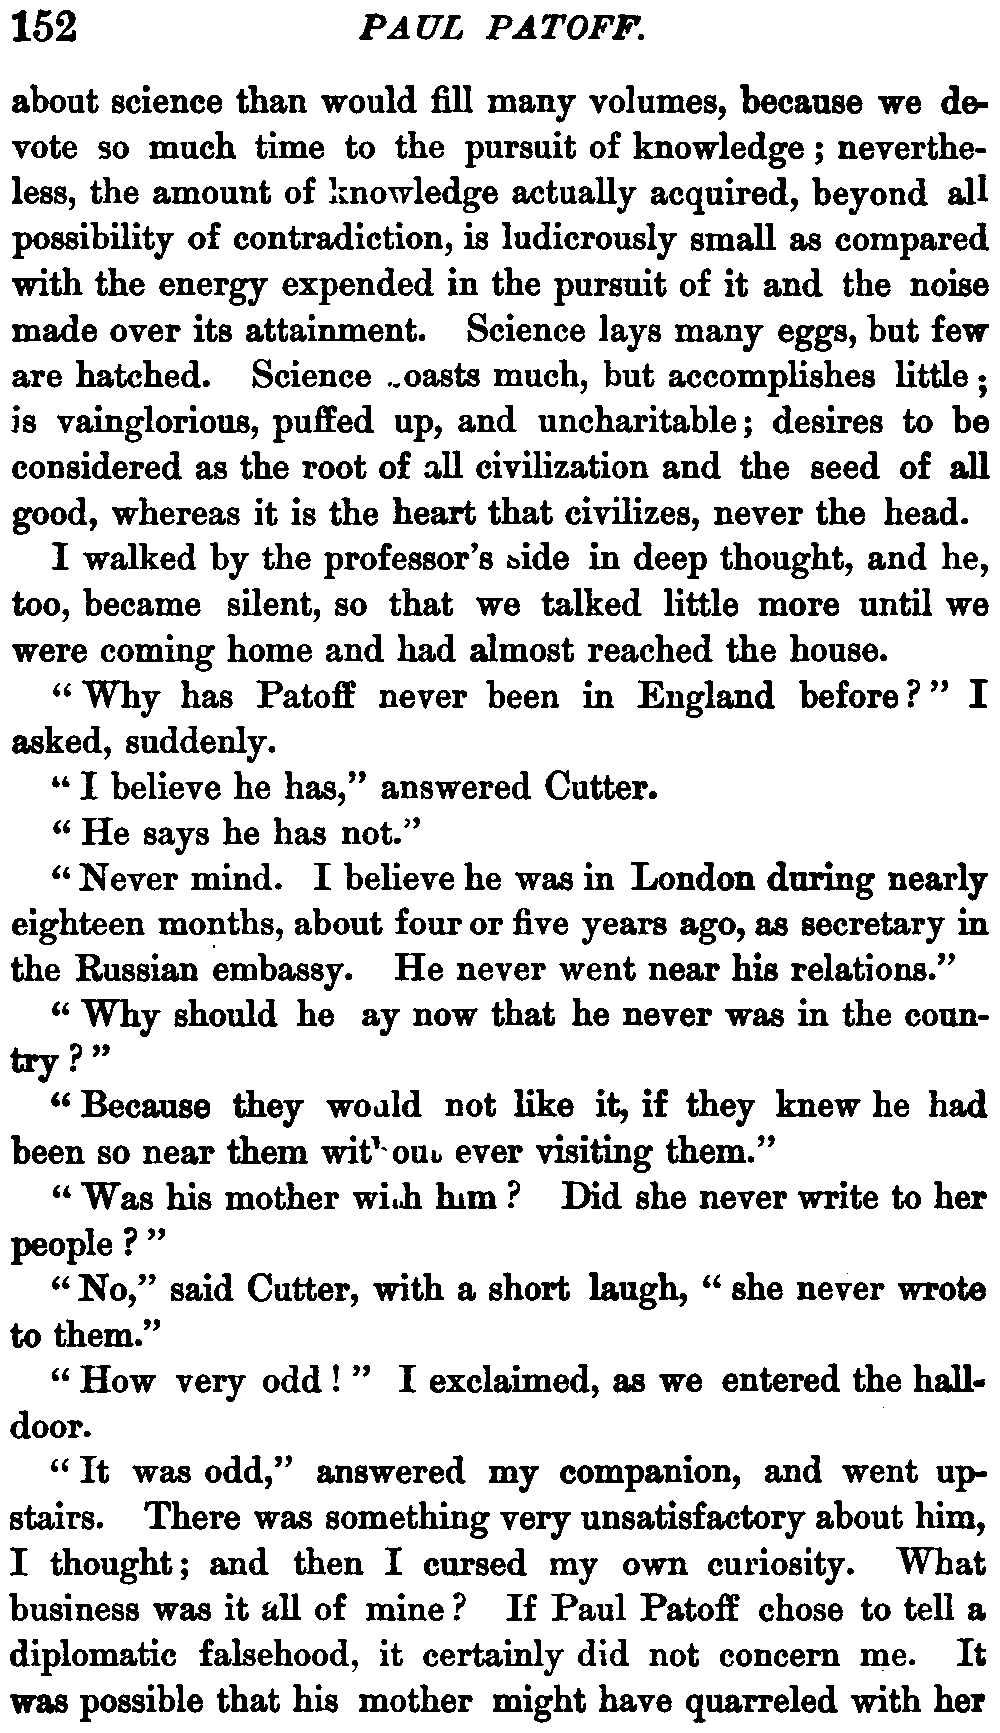 152 PAUL PATOFF.
about science than would fill many volumes, because we de-
vote so much time to the pursuit of knowledge ; neverthe-
less, the amount of knowledge actually acquired, beyond all
possibility of contradiction, is ludicrously small as compared
with the energy expended in the pursuit of it and the noise
made over its attainment. Science lays many eggs, but few
are hatched. Science boasts much, but accomplishes little ;
is vainglorious, puffed up, and uncharitable ; desires to be
considered as the root of all civilization and the seed of all
good, whereas it is the heart that civilizes, never the head.
I walked by the professor's side in deep thought, and he,
too, became silent, so that we talked little more until we
were coming home and had almost reached the house.
" Why has Patoff never been in England before ? " I
asked, suddenly.
" I believe he has," answered Cutter.
" He says he has not."
" Never mind. I believe he was in London during nearly
eighteen months, about four or five years ago, as secretary in
the Russian embassy. He never went near his relations."
" Why should he say now that he never was in the coun-
try ? "
" Because they would not like it, if they knew he had
been so near them without ever visiting them."
" Was his mother with him ? Did she never write to her
people ? "
" No," said Cutter, with a short laugh, " she never wrote
to them."
" How very odd ! " I exclaimed, as we entered the hall-
door.
" It was odd," answered my companion, and went up-
stairs. There was something very unsatisfactory about him,
I thought ; and then I cursed my own curiosity. What
business was it all of mine ? If Paul Patoff chose to tell a
diplomatic falsehood, it certainly did not concern me. It
was possible that his mother might have quarreled with her